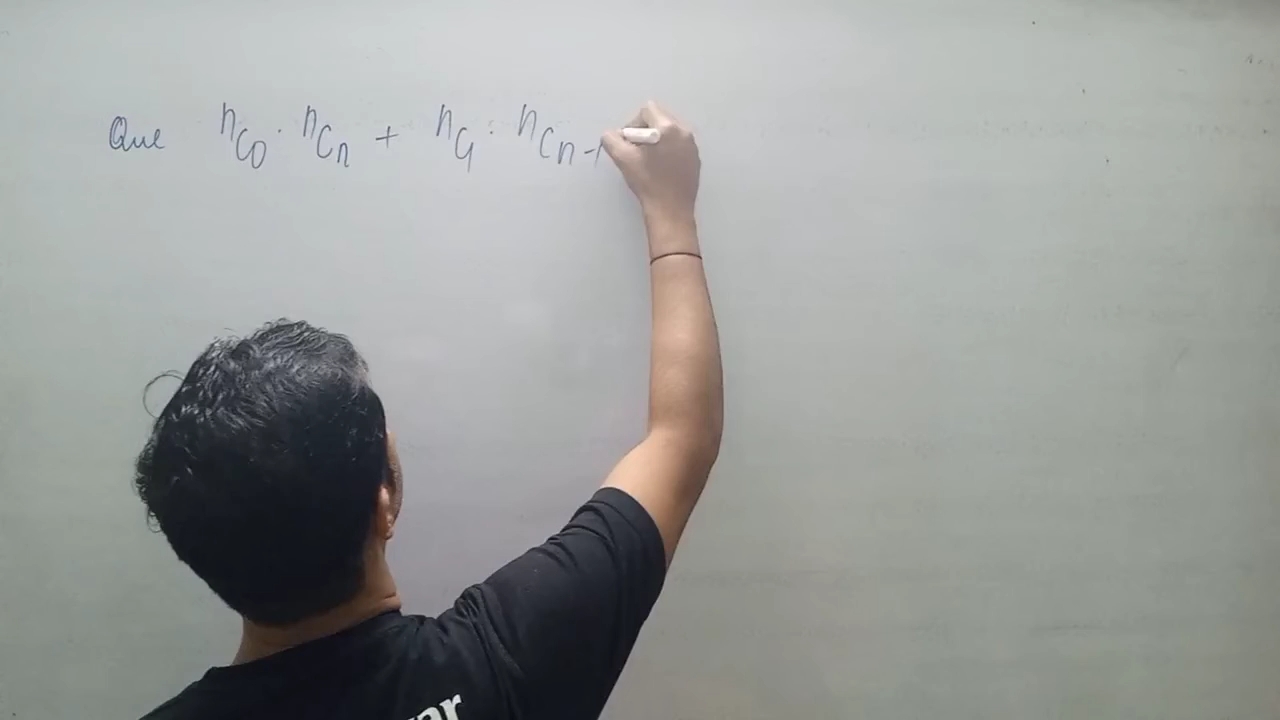 Que ⁿC₀ · ⁿCₙ + ⁿC₁ · ⁿCₙ₋₁